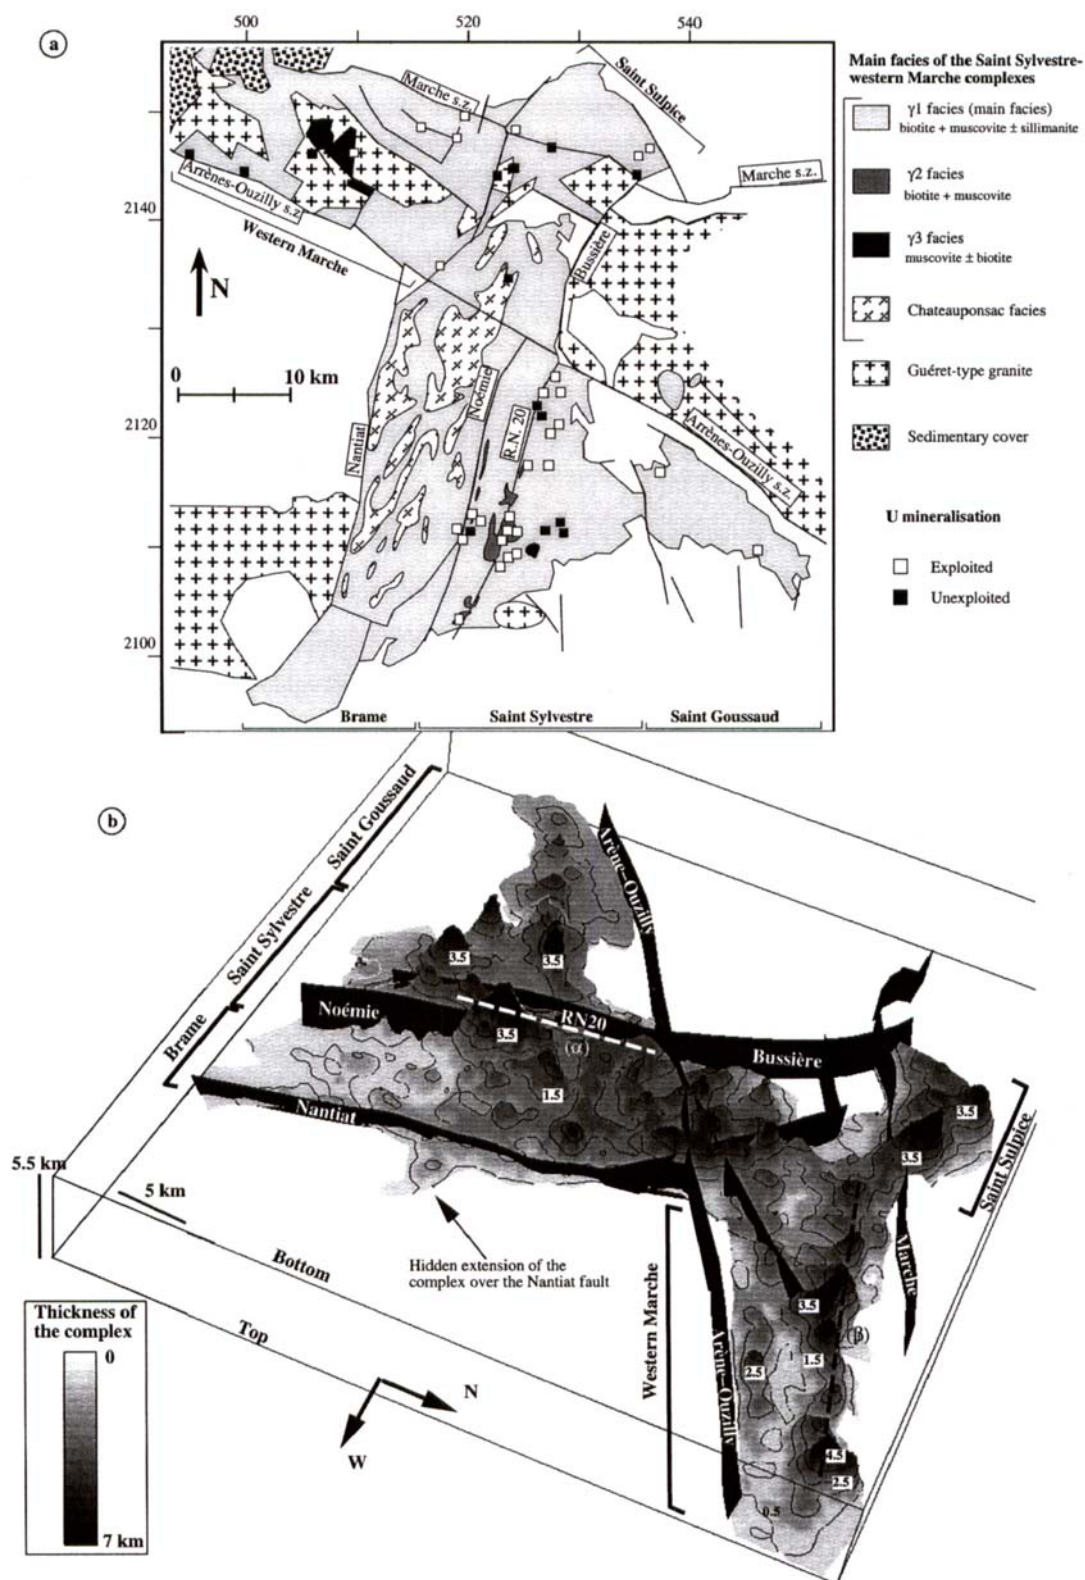 a
500 520 540
2140
2120
2100
Marche s.z.
Saint Sulpice
Marche s.z.
Arrènes-Ouzilly s.z.
Western Marche
Bussière
N
0 10 km
Nantiat
Noémie
R.N. 20
Arrènes-Ouzilly s.z.
Brame Saint Sylvestre Saint Goussaud
Main facies of the Saint Sylvestre-
western Marche complexes
γ1 facies (main facies)
biotite + muscovite ± sillimanite
γ2 facies
biotite + muscovite
γ3 facies
muscovite ± biotite
Chateauponsac facies
Guéret-type granite
Sedimentary cover
U mineralisation
Exploited
Unexploited
b
Saint Goussaud
Saint Sylvestre
Brame
Arène-Ouzilly
3.5
3.5
Noémie
RN20
3.5
(α)
Bussière
1.5
Nantiat
3.5
3.5
Saint Sulpice
5.5 km
5 km
Hidden extension of the
complex over the Nantiat fault
Bottom
Top
Western Marche
Arène-Ouzilly
Marche
3.5
(β)
2.5
1.5
4.5
2.5
0.5
N
W
Thickness of
the complex
0
7 km